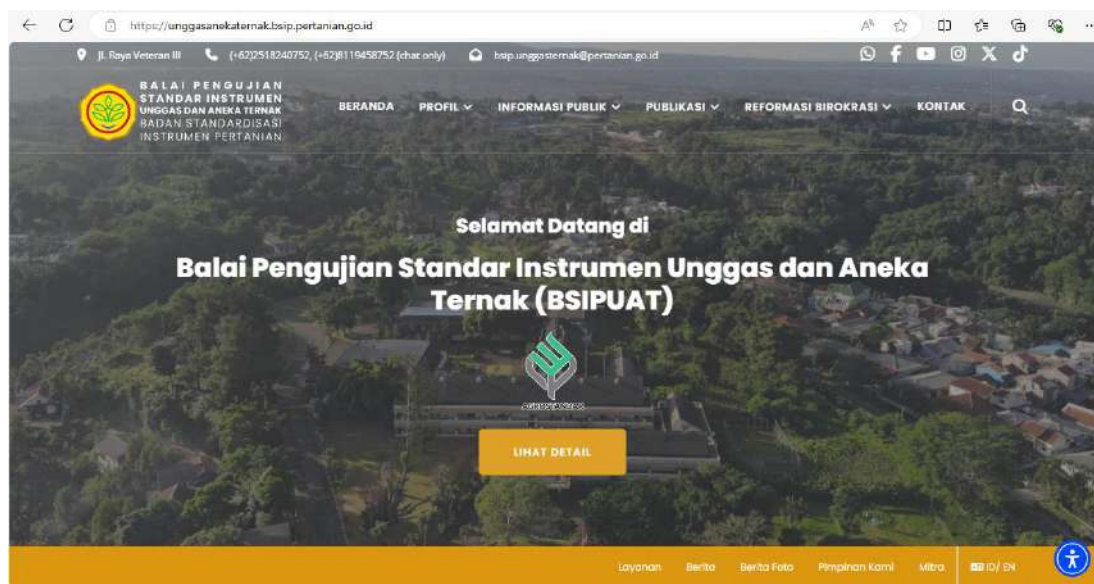 https://unggasanekaternak.bsip.pertanian.go.id
Jl. Raya Veteran III (+62)2518240752, (+62)8119458752 (chat only) bsip.unggasternak@pertanian.go.id
BALAI PENGUJIAN
STANDAR INSTRUMEN
UNGGAS DAN ANEKA TERNAK
BADAN STANDARDISASI
INSTRUMEN PERTANIAN
BERANDA PROFIL INFORMASI PUBLIK PUBLIKASI REFORMASI BIROKRASI KONTAK
Selamat Datang di
Balai Pengujian Standar Instrumen Unggas dan Aneka
Ternak (BSIPUAT)
AGROSTANDAR
LIHAT DETAIL
Layanan Berita Berita Foto Pimpinan Kami Mitra ID/ EN